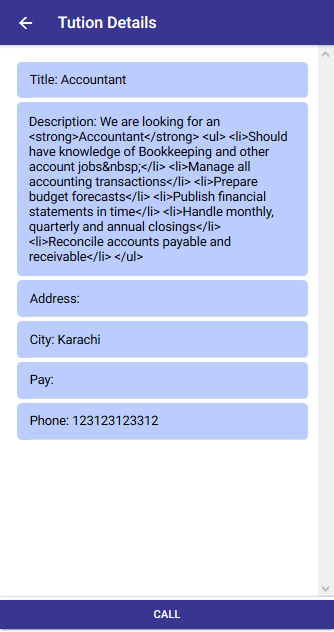 Tution Details
Title: Accountant
Description: We are looking for an
<strong>Accountant</strong> <ul> <li>Should
have knowledge of Bookkeeping and other
account jobs&nbsp;</li> <li>Manage all
accounting transactions</li> <li>Prepare
budget forecasts</li> <li>Publish financial
statements in time</li> <li>Handle monthly,
quarterly and annual closings</li>
<li>Reconcile accounts payable and
receivable</li> </ul>
Address:
City: Karachi
Pay:
Phone: 123123123312
CALL